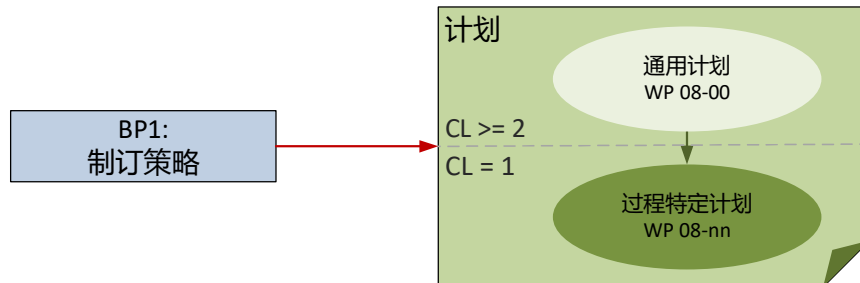 BP1:
制订策略
计划
通用计划
WP 08-00
CL >= 2
CL = 1
过程特定计划
WP 08-nn